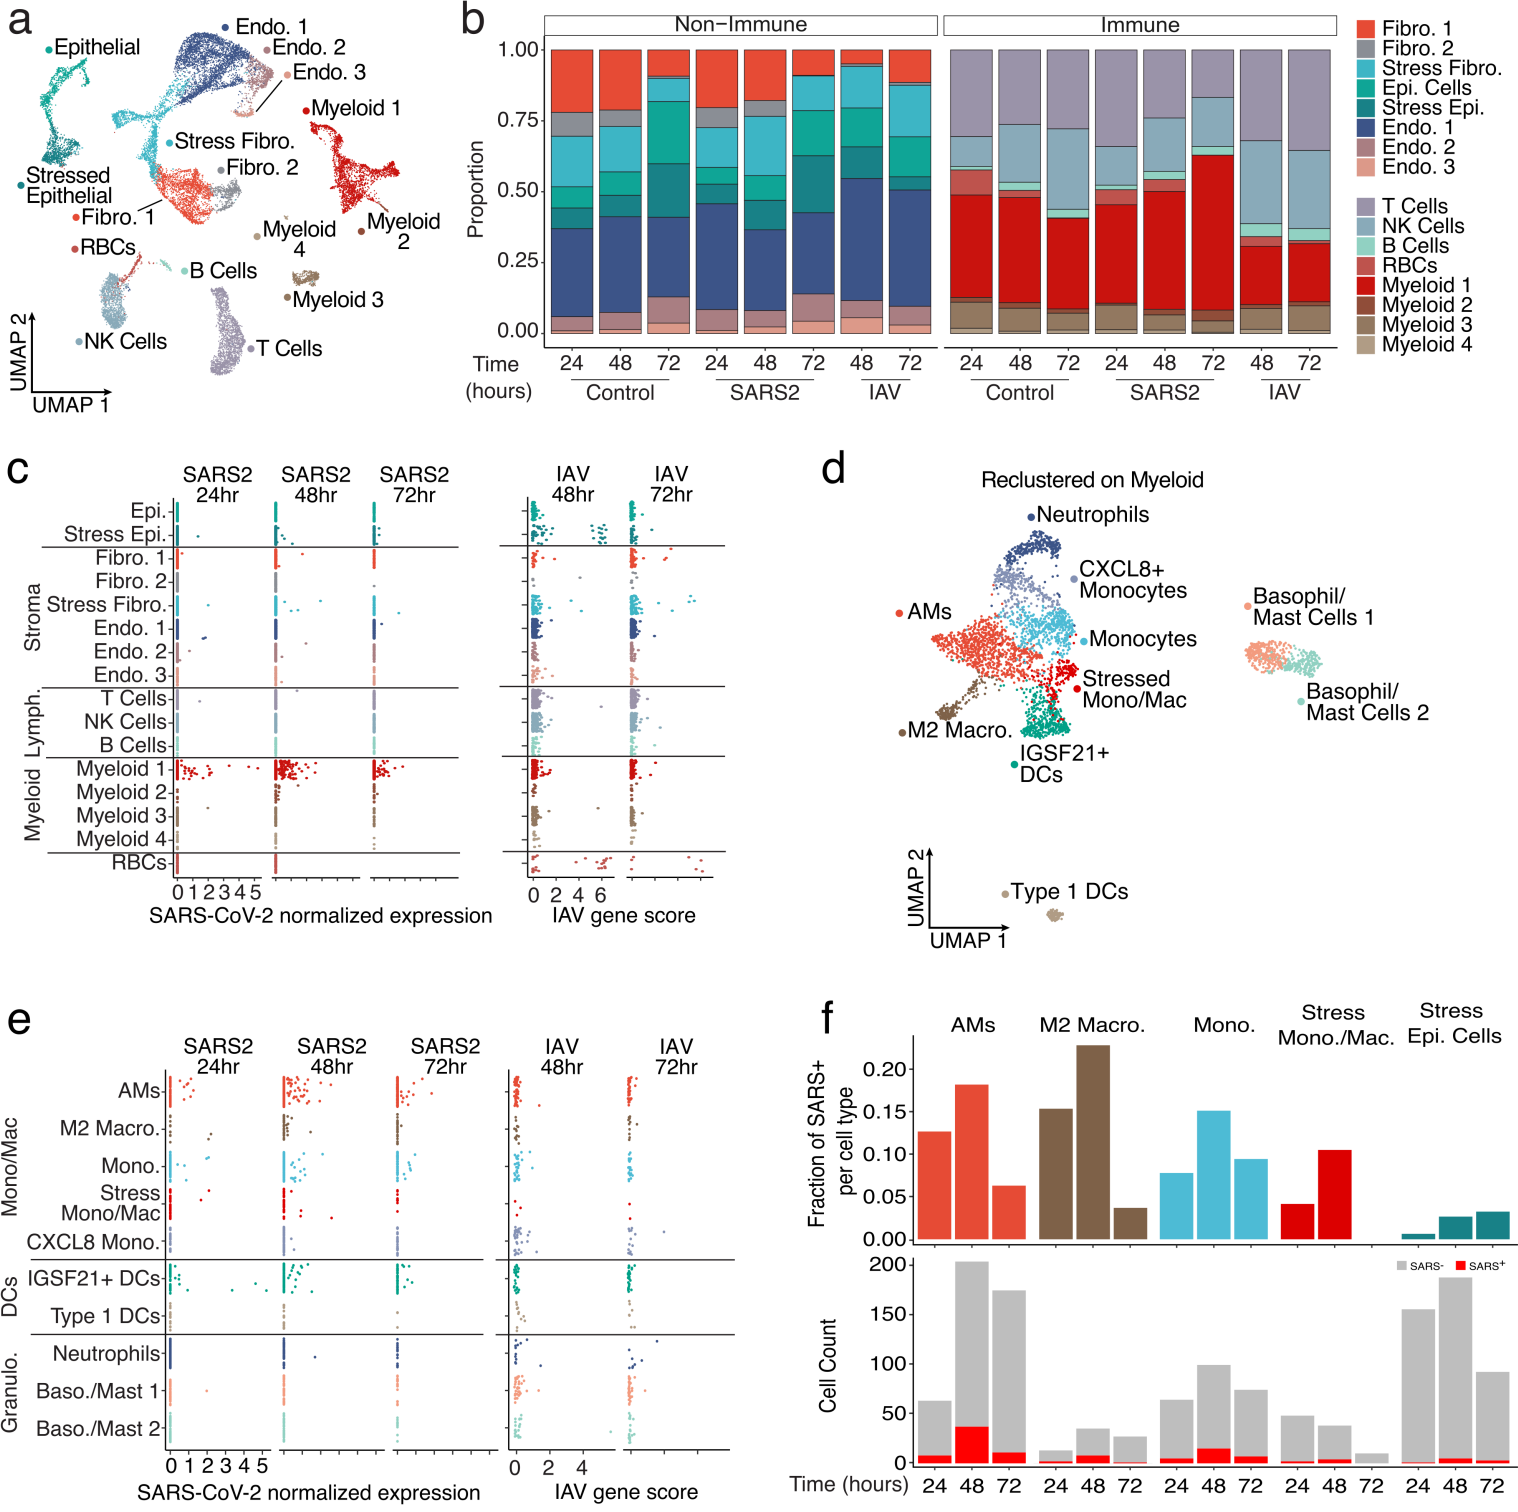 a
Endo. 1
Endo. 2
Endo. 3
Epithelial
Myeloid 1
Stress Fibro.
Fibro. 2
Stressed
Epithelial
Fibro. 1
Myeloid
2
Myeloid
4
RBCs
B Cells
Myeloid 3
NK Cells
T Cells
UMAP 2
UMAP 1
b
Non−Immune
Immune
Proportion
1.00
0.75
0.50
0.25
0.00
Time
(hours)
24 48 72 24 48 72 48 72
Control SARS2 IAV
24 48 72 24 48 72 48 72
Control SARS2 IAV
Fibro. 1
Fibro. 2
Stress Fibro.
Epi. Cells
Stress Epi.
Endo. 1
Endo. 2
Endo. 3
T Cells
NK Cells
B Cells
RBCs
Myeloid 1
Myeloid 2
Myeloid 3
Myeloid 4
c
SARS2
24hr
SARS2
48hr
SARS2
72hr
IAV
48hr
IAV
72hr
Epi.
Stress Epi.
Stroma
Fibro. 1
Fibro. 2
Stress Fibro.
Endo. 1
Endo. 2
Endo. 3
Lymph.
T Cells
NK Cells
B Cells
Myeloid
Myeloid 1
Myeloid 2
Myeloid 3
Myeloid 4
RBCs
0 1 2 3 4 5
SARS-CoV-2 normalized expression
0 2 4 6
IAV gene score
d
Reclustered on Myeloid
Neutrophils
CXCL8+
Monocytes
AMs
Monocytes
Stressed
Mono/Mac
M2 Macro.
IGSF21+
DCs
Basophil/
Mast Cells 1
Basophil/
Mast Cells 2
Type 1 DCs
UMAP 2
UMAP 1
e
SARS2
24hr
SARS2
48hr
SARS2
72hr
IAV
48hr
IAV
72hr
Mono/Mac
AMs
M2 Macro.
Mono.
Stress
Mono/Mac
CXCL8 Mono.
DCs
IGSF21+ DCs
Type 1 DCs
Granulo.
Neutrophils
Baso./Mast 1
Baso./Mast 2
0 1 2 3 4 5
SARS-CoV-2 normalized expression
0 2 4
IAV gene score
f
AMs
M2 Macro.
Mono.
Stress
Mono./Mac.
Stress
Epi. Cells
Fraction of SARS+
per cell type
0.20
0.15
0.10
0.05
0.00
SARS-
SARS+
Cell Count
200
150
100
50
0
Time (hours)
24 48 72 24 48 72 24 48 72 24 48 72 24 48 72